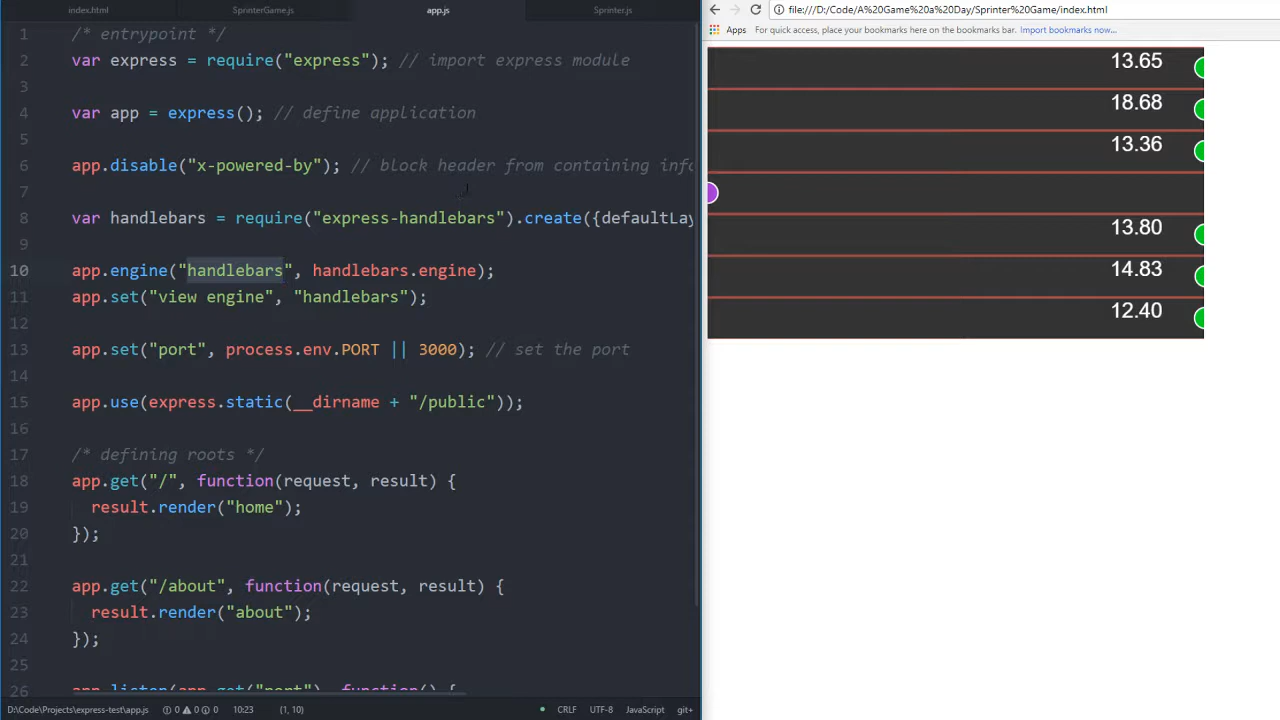 index.html SprinterGame.js app.js Sprinter.js
1 /* entrypoint */
2 var express = require("express"); // import express module
3
4 var app = express(); // define application
5
6 app.disable("x-powered-by"); // block header from containing info
7
8 var handlebars = require("express-handlebars").create({defaultLay
9
10 app.engine("handlebars", handlebars.engine);
11 app.set("view engine", "handlebars");
12
13 app.set("port", process.env.PORT || 3000); // set the port
14
15 app.use(express.static(__dirname + "/public"));
16
17 /* defining roots */
18 app.get("/", function(request, result) {
19 result.render("home");
20 });
21
22 app.get("/about", function(request, result) {
23 result.render("about");
24 });
25
26 app.listen(app.get("port"), function() {
D:\Code\Projects\express-test\app.js 0 0 0 10:23 (1, 10) CRLF UTF-8 JavaScript git+
file:///D:/Code/A%20Game%20a%20Day/Sprinter%20Game/index.html
Apps For quick access, place your bookmarks here on the bookmarks bar. Import bookmarks now...
13.65
18.68
13.36
13.80
14.83
12.40